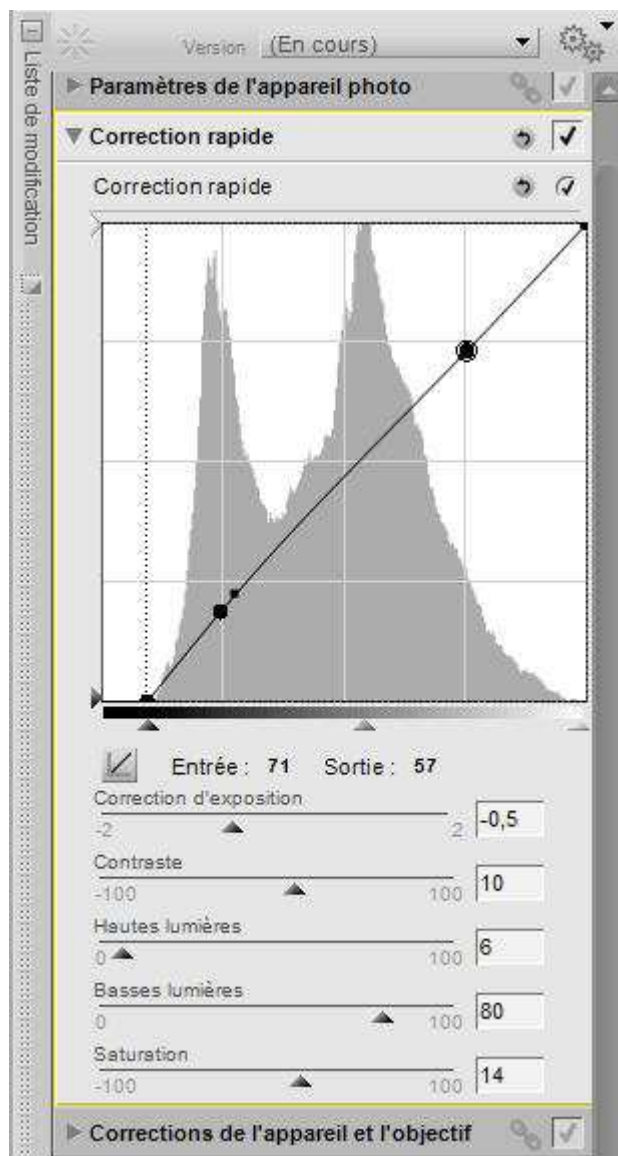 Liste de modification
Version (En cours)
Paramètres de l'appareil photo
Correction rapide
Correction rapide
Entrée : 71 Sortie : 57
Correction d'exposition
-2 2 -0,5
Contraste
-100 100 10
Hautes lumières
0 100 6
Basses lumières
0 100 80
Saturation
-100 100 14
Corrections de l'appareil et l'objectif